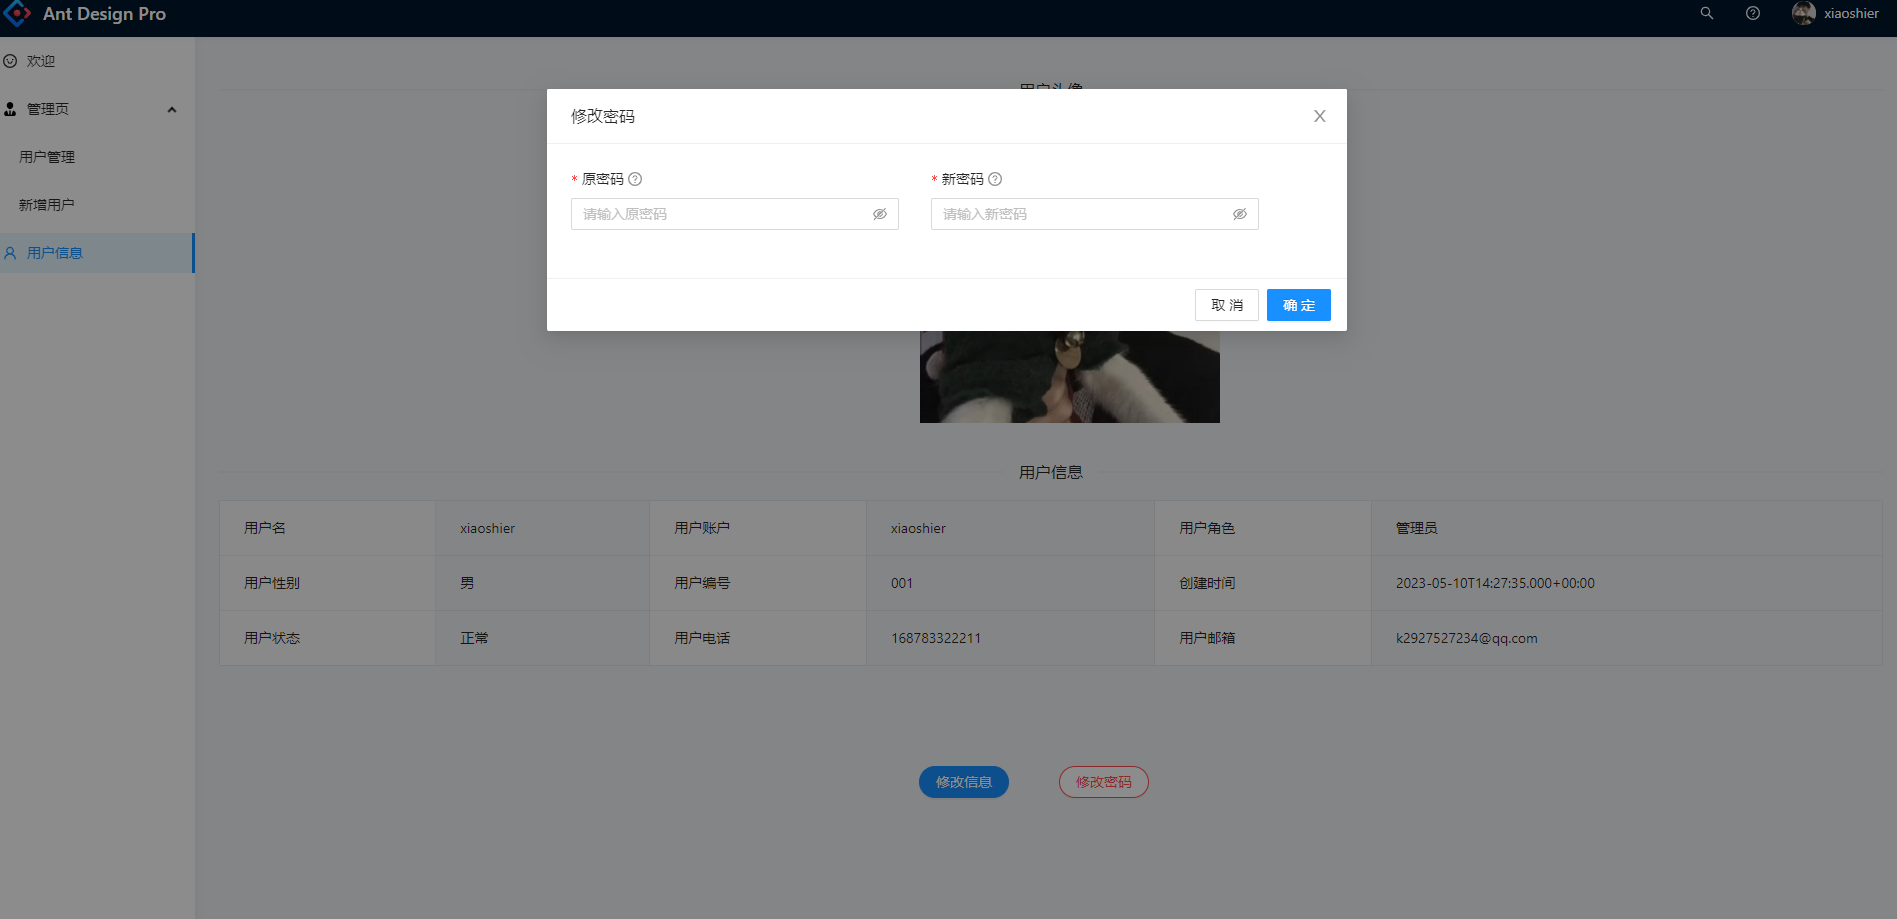 Ant Design Pro
xiaoshier
欢迎
管理页
用户管理
新增用户
用户信息
用户头像
修改密码
* 原密码
* 新密码
请输入原密码
请输入新密码
取 消
确 定
用户信息
用户名 xiaoshier 用户账户 xiaoshier 用户角色 管理员
用户性别 男 用户编号 001 创建时间 2023-05-10T14:27:35.000+00:00
用户状态 正常 用户电话 168783322211 用户邮箱 k2927527234@qq.com
修改信息
修改密码